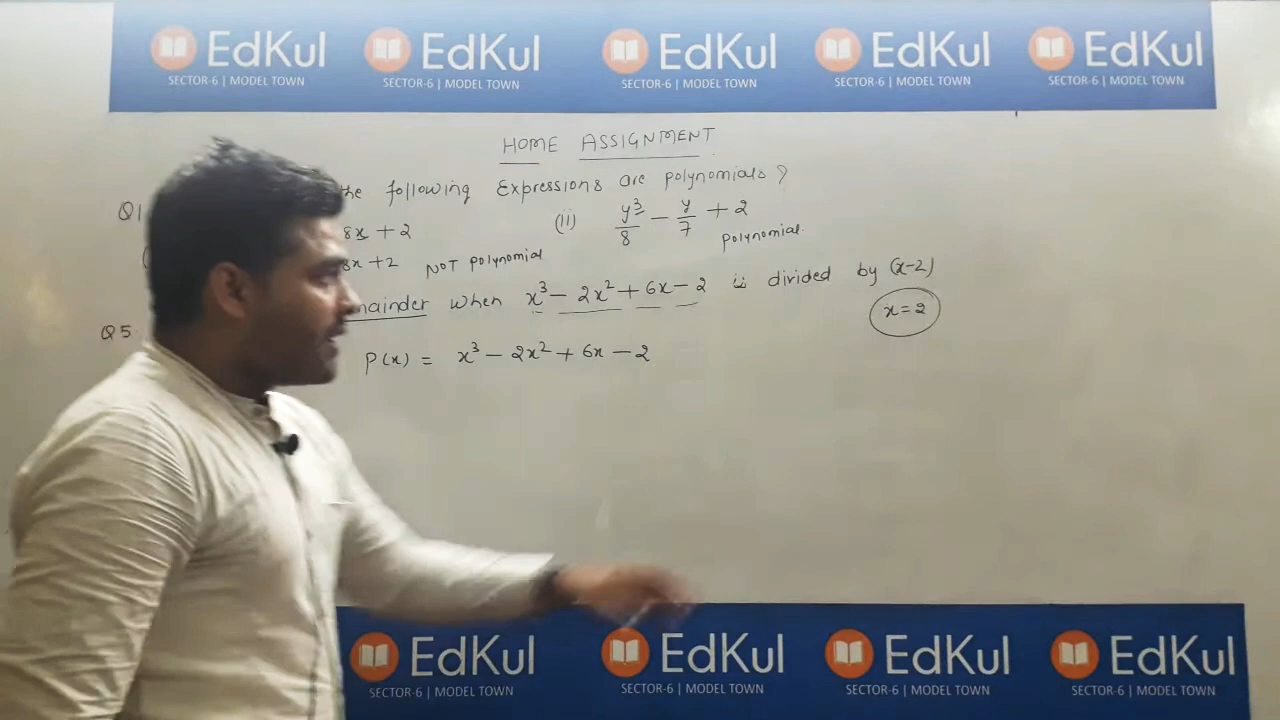 EdKul EdKul EdKul EdKul EdKul
SECTOR-6 | MODEL TOWN SECTOR-6 | MODEL TOWN SECTOR-6 | MODEL TOWN SECTOR-6 | MODEL TOWN SECTOR-6 | MODEL TOWN
HOME ASSIGNMENT
Q1 the following Expressions are polynomials?
8x + 2 (ii) y³/8 - y/7 + 2
8x + 2 NOT polynomial polynomial
mainder when x³ - 2x² + 6x - 2 is divided by (x-2)
Q5. x = 2
P(x) = x³ - 2x² + 6x - 2
EdKul EdKul EdKul EdKul
SECTOR-6 | MODEL TOWN SECTOR-6 | MODEL TOWN SECTOR-6 | MODEL TOWN SECTOR-6 | MODEL TOWN